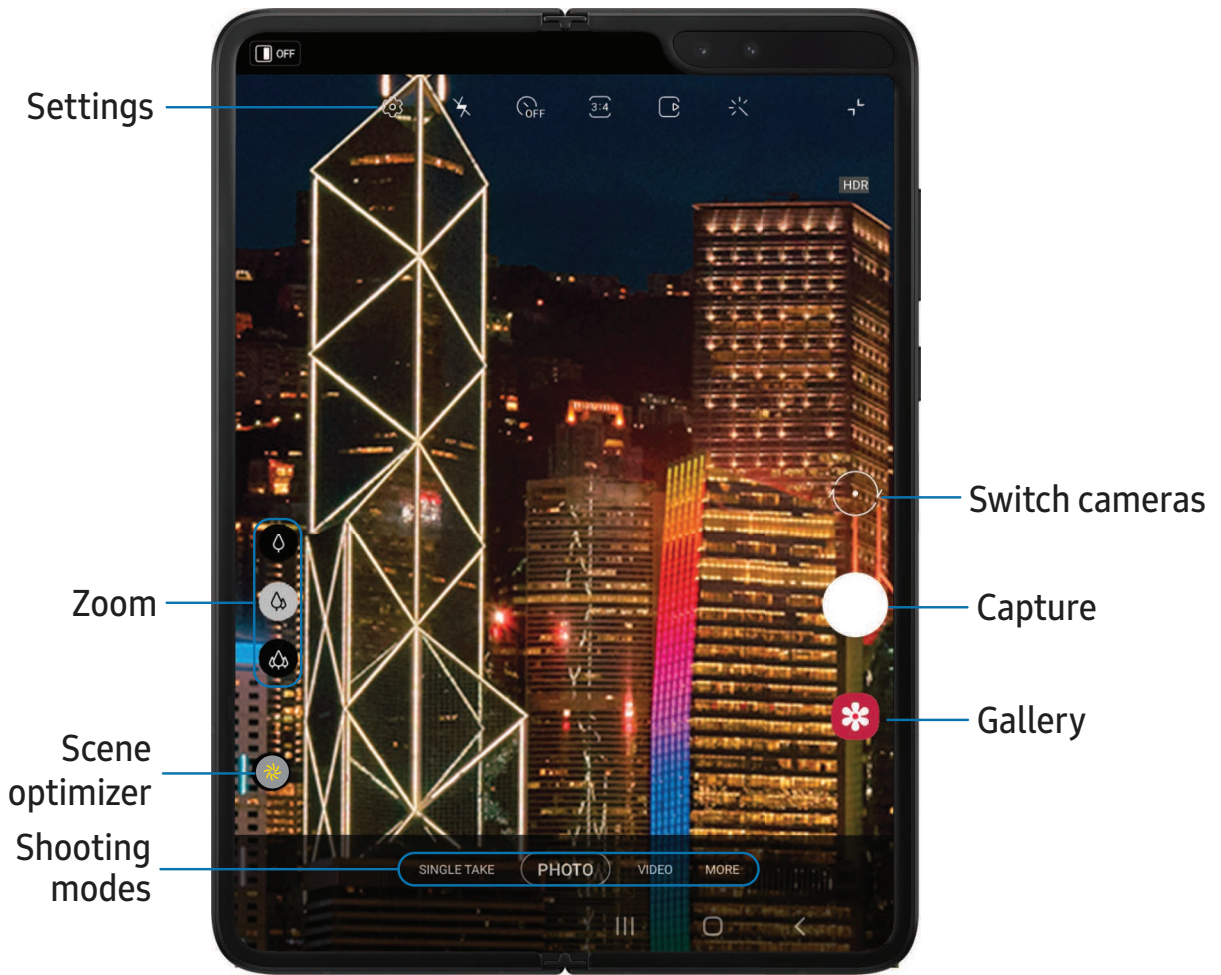 OFF
Settings
OFF
3:4
HDR
Switch cameras
Zoom
Capture
Gallery
Scene
optimizer
Shooting
modes
SINGLE TAKE
PHOTO
VIDEO
MORE